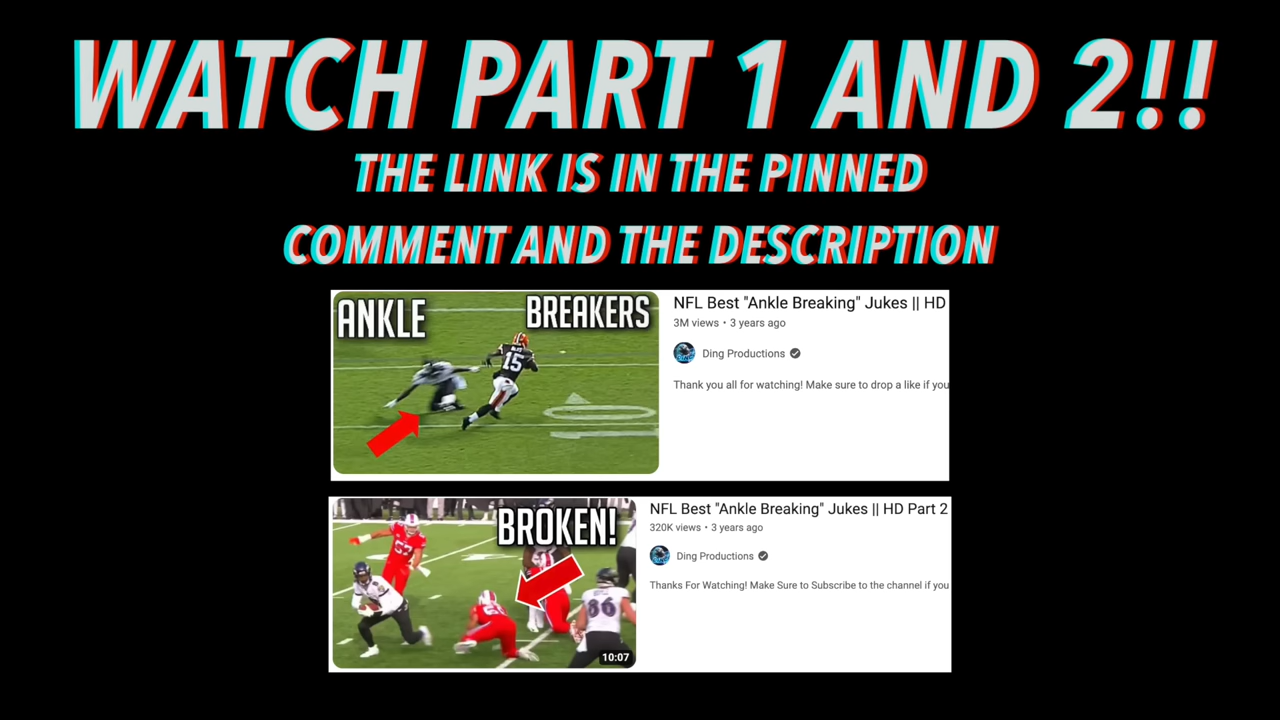 WATCH PART 1 AND 2!!
THE LINK IS IN THE PINNED
COMMENT AND THE DESCRIPTION
ANKLE BREAKERS
15
NFL Best "Ankle Breaking" Jukes || HD
3M views • 3 years ago
Ding Productions
Thank you all for watching! Make sure to drop a like if you
BROKEN!
57
86
10:07
NFL Best "Ankle Breaking" Jukes || HD Part 2
320K views • 3 years ago
Ding Productions
Thanks For Watching! Make Sure to Subscribe to the channel if you